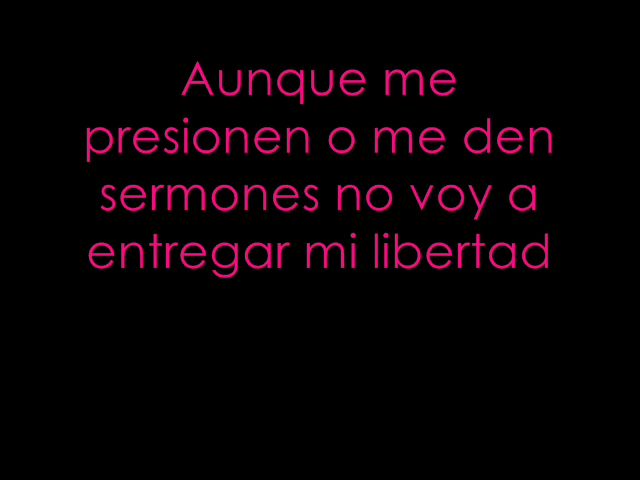 Aunque me
presionen o me den
sermones no voy a
entregar mi libertad